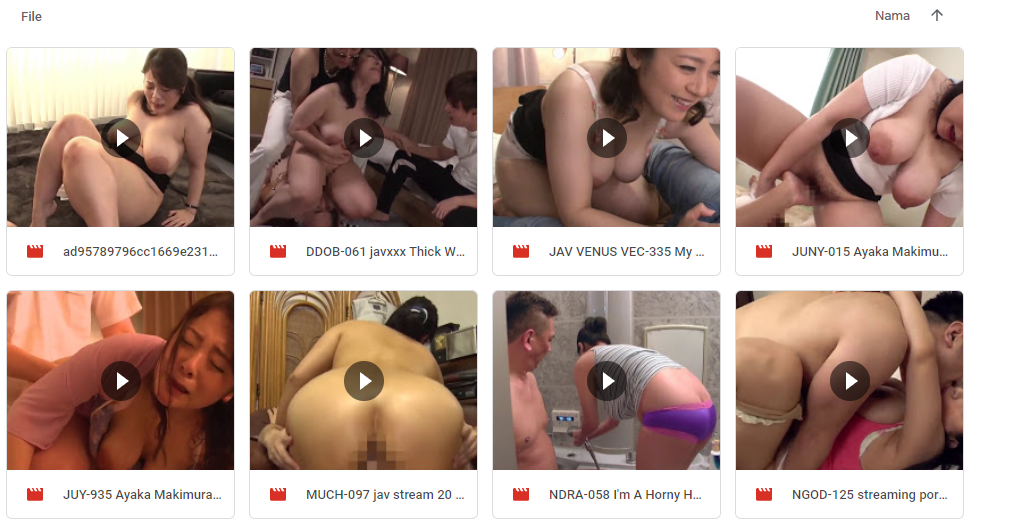 File
Nama
ad95789796cc1669e231...
DDOB-061 javxxx Thick W...
JAV VENUS VEC-335 My ...
JUNY-015 Ayaka Makimu...
JUY-935 Ayaka Makimura...
MUCH-097 jav stream 20 ...
NDRA-058 I'm A Horny H...
NGOD-125 streaming por...